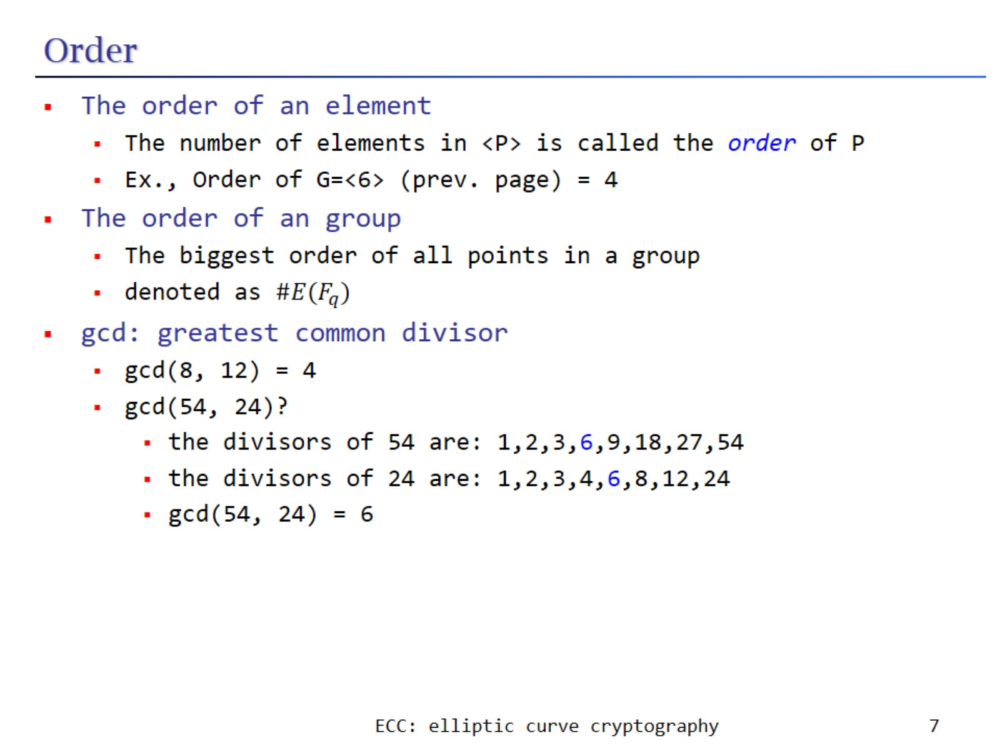 Order
The order of an element
The number of elements in <P> is called the order of P
Ex., Order of G=<6> (prev. page) = 4
The order of an group
The biggest order of all points in a group
denoted as #E(Fq)
gcd: greatest common divisor
gcd(8, 12) = 4
gcd(54, 24)?
the divisors of 54 are: 1,2,3,6,9,18,27,54
the divisors of 24 are: 1,2,3,4,6,8,12,24
gcd(54, 24) = 6
ECC: elliptic curve cryptography
7